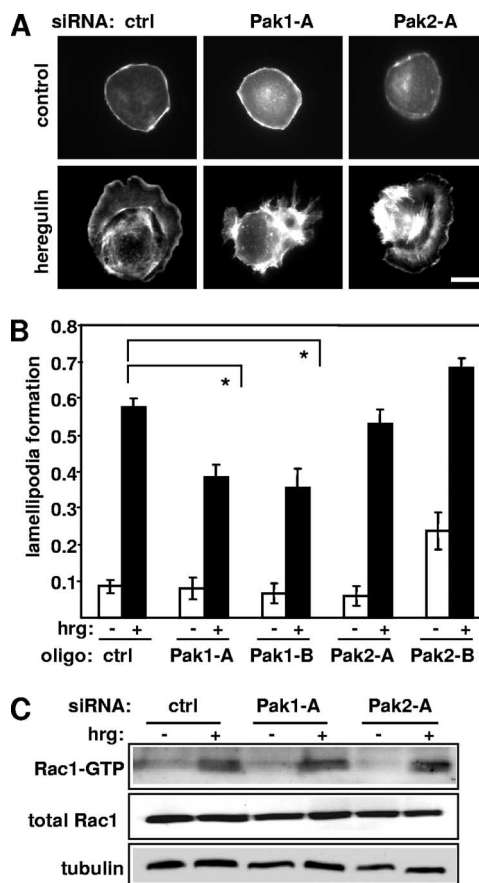 A
siRNA: ctrl Pak1-A Pak2-A
control
heregulin
B
lamellipodia formation
0.8
0.7
0.6
0.5
0.4
0.3
0.2
0.1
* *
hrg: - + - + - + - + - +
oligo: ctrl Pak1-A Pak1-B Pak2-A Pak2-B
C
siRNA: ctrl Pak1-A Pak2-A
hrg: - + - + - +
Rac1-GTP
total Rac1
tubulin